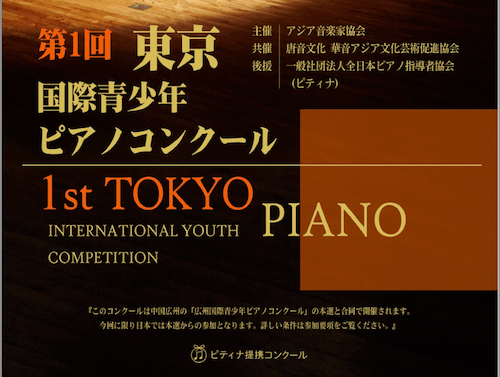 第1回 東京
国際青少年
ピアノコンクール
主催 アジア音楽家協会
共催 唐音文化 華音アジア文化芸術促進協会
後援 一般社団法人全日本ピアノ指導者協会
(ピティナ)
1st TOKYO
INTERNATIONAL YOUTH PIANO
COMPETITION
『このコンクールは中国広州の「広州国際青少年ピアノコンクール」の本選と合同で開催されます。
今回に限り日本では本選からの参加となります。詳しい条件は参加要項をご覧ください。』
ピティナ提携コンクール